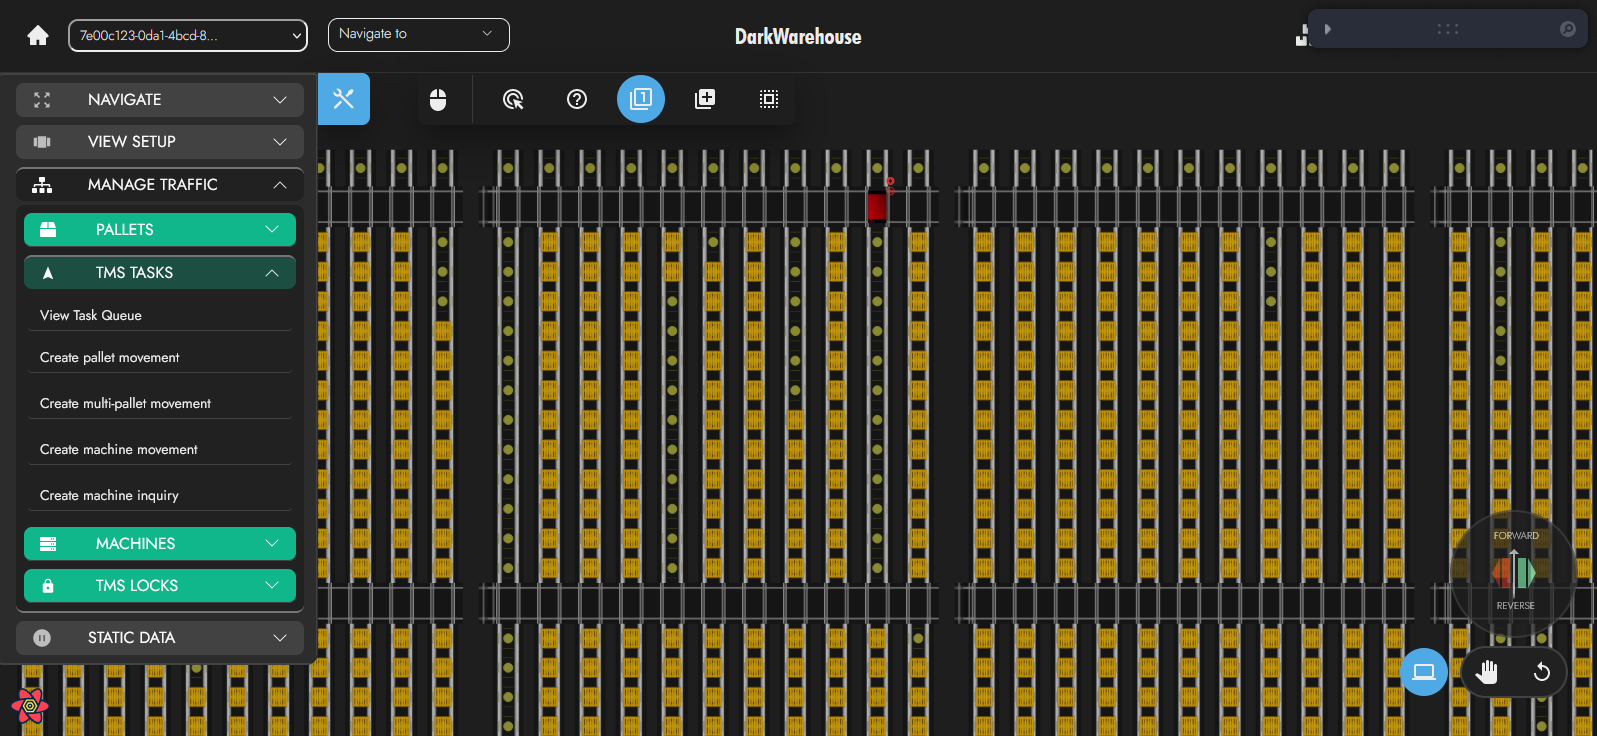 7e00c123-0da1-4bcd-8...
Navigate to
DarkWarehouse
NAVIGATE
VIEW SETUP
MANAGE TRAFFIC
PALLETS
TMS TASKS
View Task Queue
Create pallet movement
Create multi-pallet movement
Create machine movement
Create machine inquiry
MACHINES
TMS LOCKS
STATIC DATA
1
FORWARD
REVERSE